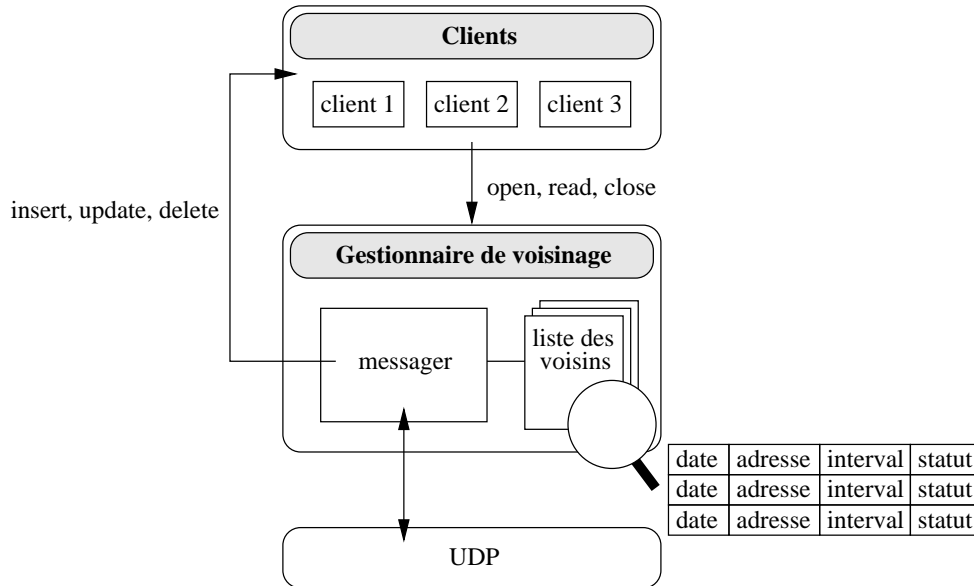 Clients
client 1 client 2 client 3
open, read, close
insert, update, delete
Gestionnaire de voisinage
messager
liste des
voisins
date adresse interval statut
date adresse interval statut
date adresse interval statut
UDP